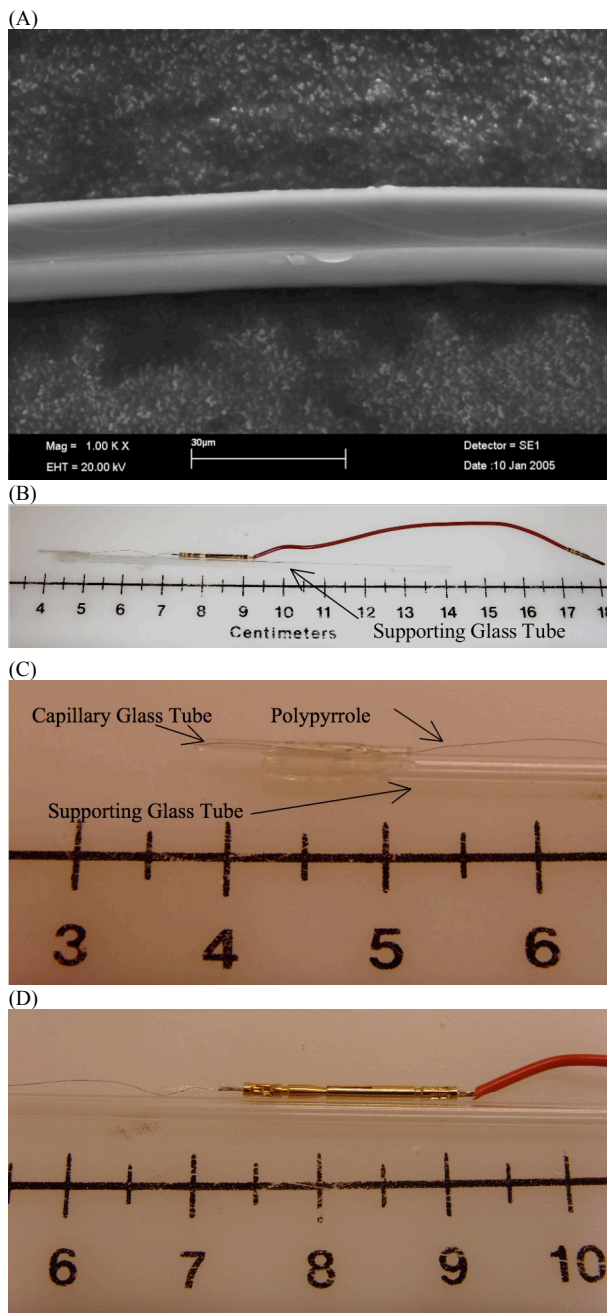 (A)
Mag = 1.00 K X
30µm
Detector = SE1
EHT = 20.00 kV
Date :10 Jan 2005
(B)
4 5 6 7 8 9 10 11 12 13 14 15 16 17 18
Centimeters
Supporting Glass Tube
(C)
Capillary Glass Tube
Polypyrrole
Supporting Glass Tube
3 4 5 6
(D)
6 7 8 9 10